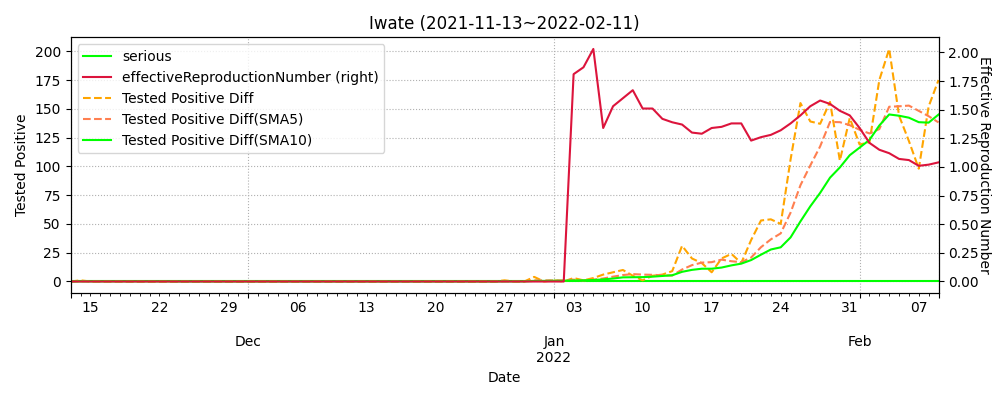 Iwate (2021-11-13~2022-02-11)
serious
effectiveReproductionNumber (right)
Tested Positive Diff
Tested Positive Diff(SMA5)
Tested Positive Diff(SMA10)
Tested Positive
200
175
150
125
100
75
50
25
0
2.00
1.75
1.50
1.25
1.00
0.75
0.50
0.25
0.00
Effective Reproduction Number
15 22 29 06 13 20 27 03 10 17 24 31 07
Dec Jan Feb
2022
Date